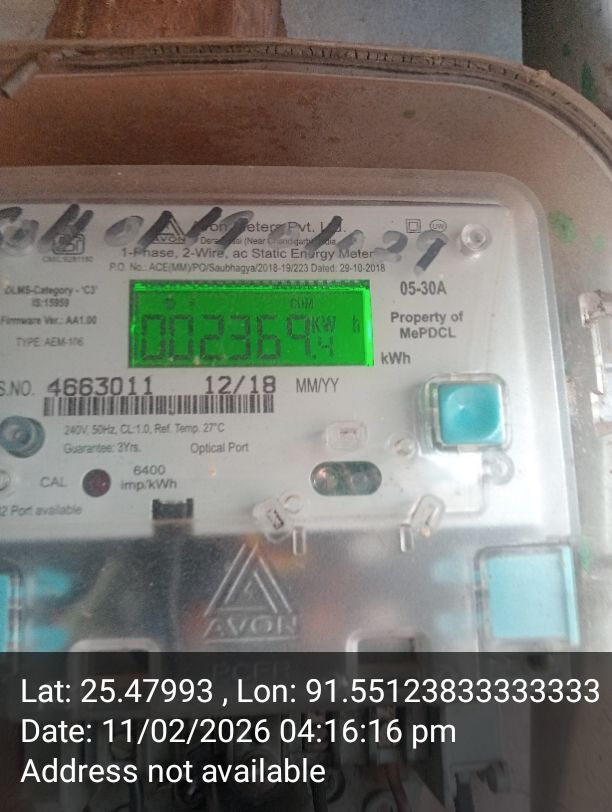 AVON
Avon Meters Pvt. Ltd.
1-Phase, 2-Wire, ac Static Energy Meter
P.O. No.: ACE(MM)/PO/Saubhagya/2018-19/223 Dated: 29-10-2018
UW
DLMS-Category - 'C3'
IS:15959
Firmware Ver.: AA1.00
TYPE: AEM-106
CUM
002369.4 KW h
kWh
05-30A
Property of
MePDCL
S.NO. 4663011 12/18 MM/YY
240V, 50Hz, CL:1.0, Ref. Temp. 27°C
Guarantee: 3Yrs. Optical Port
CAL 6400
imp/kWh
Port available
AVON
Lat: 25.47993 , Lon: 91.55123833333333
Date: 11/02/2026 04:16:16 pm
Address not available